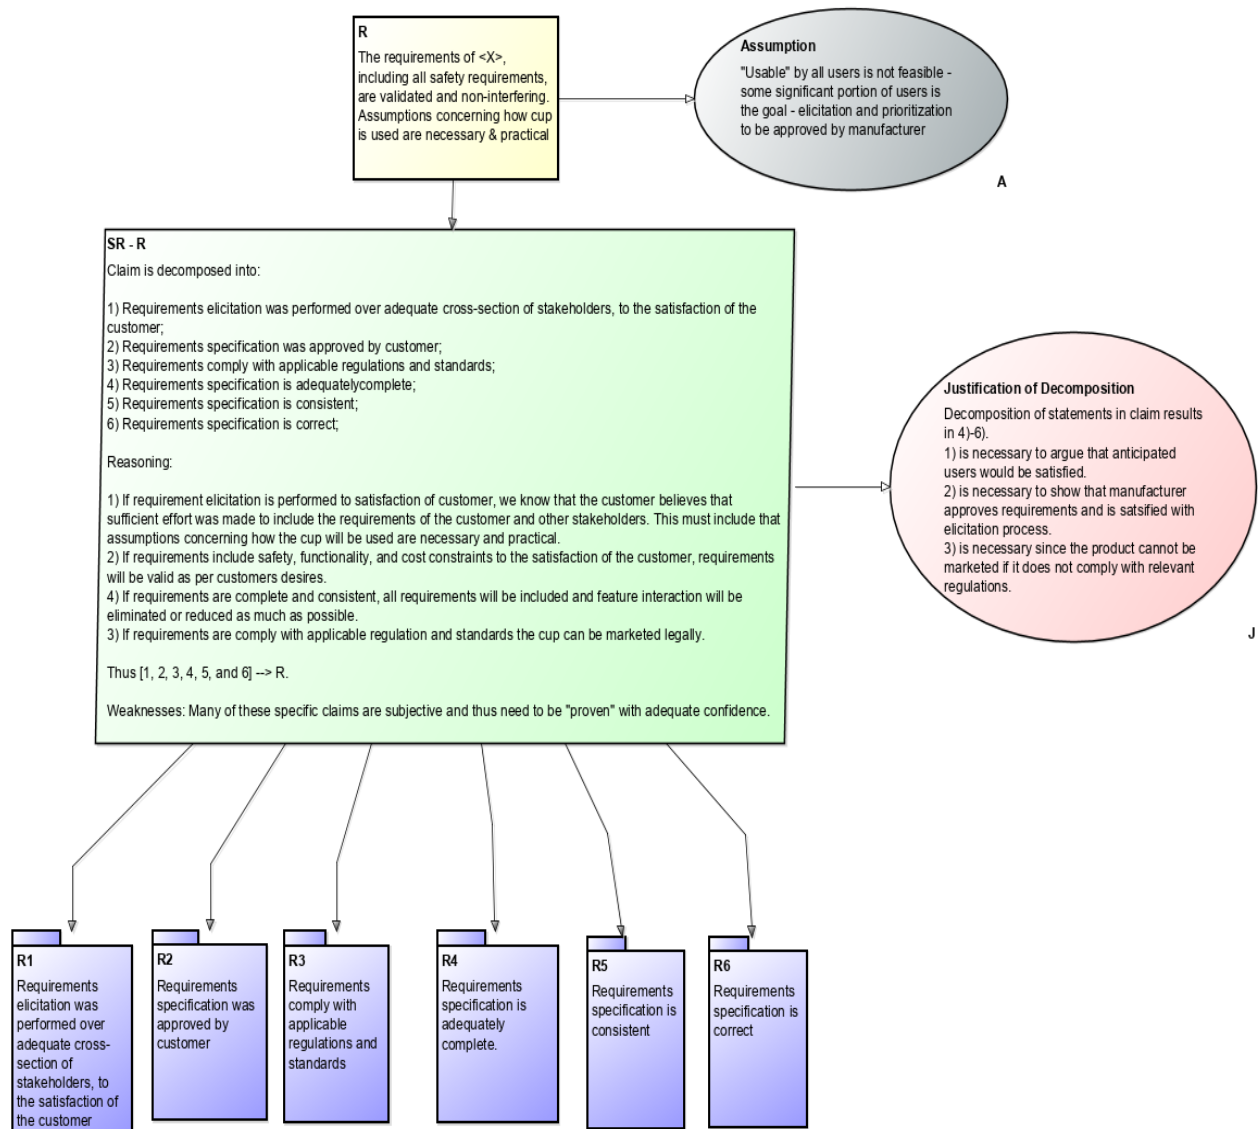 R
The requirements of <X>,
including all safety requirements,
are validated and non-interfering.
Assumptions concerning how cup
is used are necessary & practical
Assumption
"Usable" by all users is not feasible -
some significant portion of users is
the goal - elicitation and prioritization
to be approved by manufacturer
A
SR - R
Claim is decomposed into:
1) Requirements elicitation was performed over adequate cross-section of stakeholders, to the satisfaction of the
customer;
2) Requirements specification was approved by customer;
3) Requirements comply with applicable regulations and standards;
4) Requirements specification is adequatelycomplete;
5) Requirements specification is consistent;
6) Requirements specification is correct;
Reasoning:
1) If requirement elicitation is performed to satisfaction of customer, we know that the customer believes that
sufficient effort was made to include the requirements of the customer and other stakeholders. This must include that
assumptions concerning how the cup will be used are necessary and practical.
2) If requirements include safety, functionality, and cost constraints to the satisfaction of the customer, requirements
will be valid as per customers desires.
4) If requirements are complete and consistent, all requirements will be included and feature interaction will be
eliminated or reduced as much as possible.
3) If requirements are comply with applicable regulation and standards the cup can be marketed legally.
Thus [1, 2, 3, 4, 5, and 6] --> R.
Weaknesses: Many of these specific claims are subjective and thus need to be "proven" with adequate confidence.
Justification of Decomposition
Decomposition of statements in claim results
in 4)-6).
1) is necessary to argue that anticipated
users would be satisfied.
2) is necessary to show that manufacturer
approves requirements and is satsified with
elicitation process.
3) is necessary since the product cannot be
marketed if it does not comply with relevant
regulations.
J
R1
Requirements
elicitation was
performed over
adequate cross-
section of
stakeholders, to
the satisfaction of
the customer
R2
Requirements
specification was
approved by
customer
R3
Requirements
comply with
applicable
regulations and
standards
R4
Requirements
specification is
adequately
complete.
R5
Requirements
specification is
consistent
R6
Requirements
specification is
correct